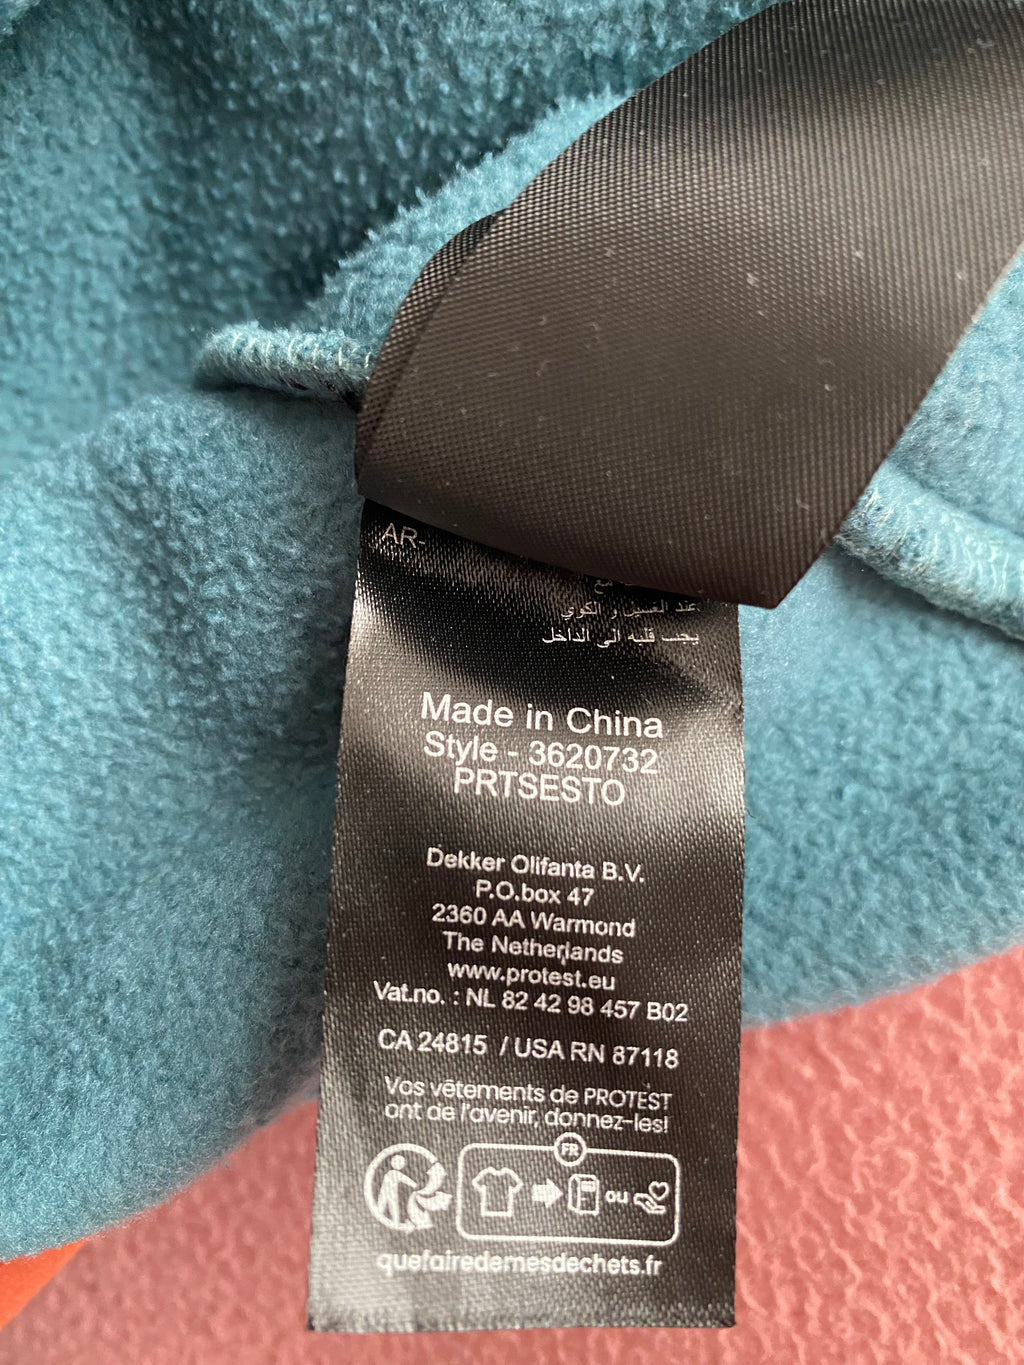 AR-
مع
عند الغسيل و الكوي
يجب قلبه الى الداخل
Made in China
Style - 3620732
PRTSESTO
Dekker Olifanta B.V.
P.O.box 47
2360 AA Warmond
The Netherlands
www.protest.eu
Vat.no. : NL 82 42 98 457 B02
CA 24815 / USA RN 87118
Vos vêtements de PROTEST
ont de l'avenir, donnez-les!
FR
ou
quefairedemesdechets.fr